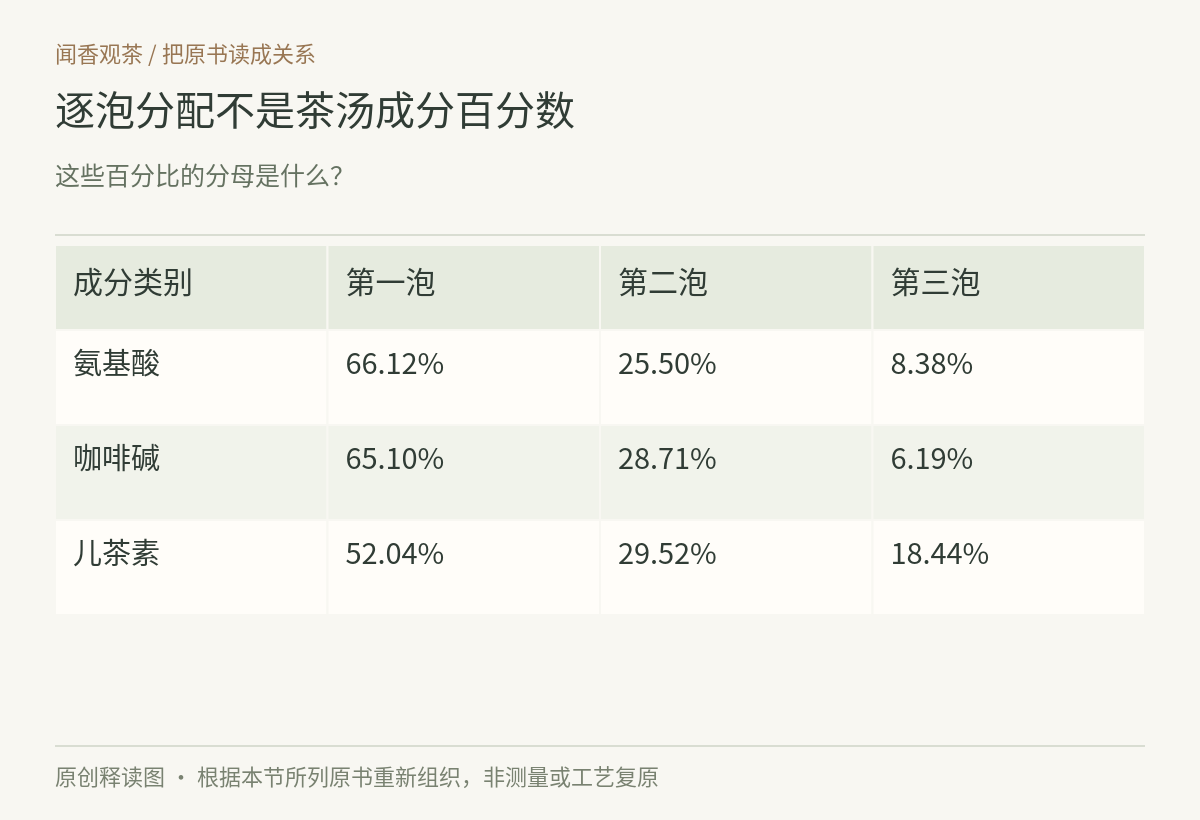 闻香观茶 / 把原书读成关系
逐泡分配不是茶汤成分百分数
这些百分比的分母是什么？
成分类别 第一泡 第二泡 第三泡
氨基酸 66.12% 25.50% 8.38%
咖啡碱 65.10% 28.71% 6.19%
儿茶素 52.04% 29.52% 18.44%
原创释读图 · 根据本节所列原书重新组织，非测量或工艺复原